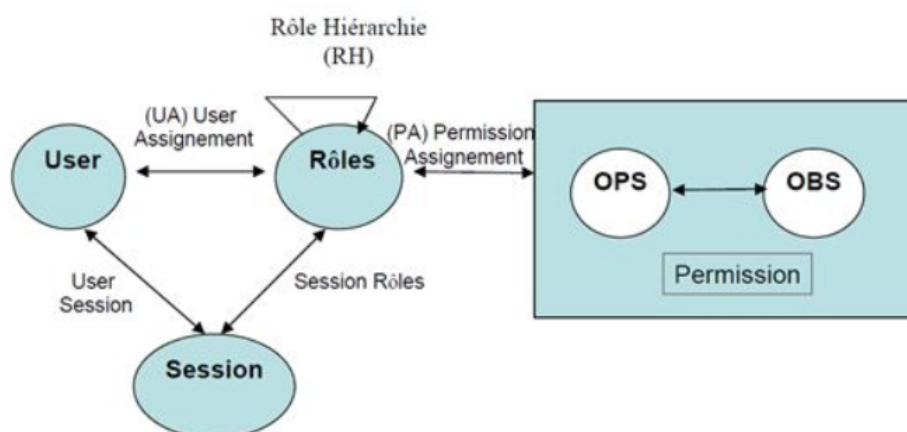 Rôle Hiérarchie
(RH)
(UA) User
Assignement
(PA) Permission
Assignement
User
Rôles
OPS
OBS
User
Session
Session Rôles
Permission
Session